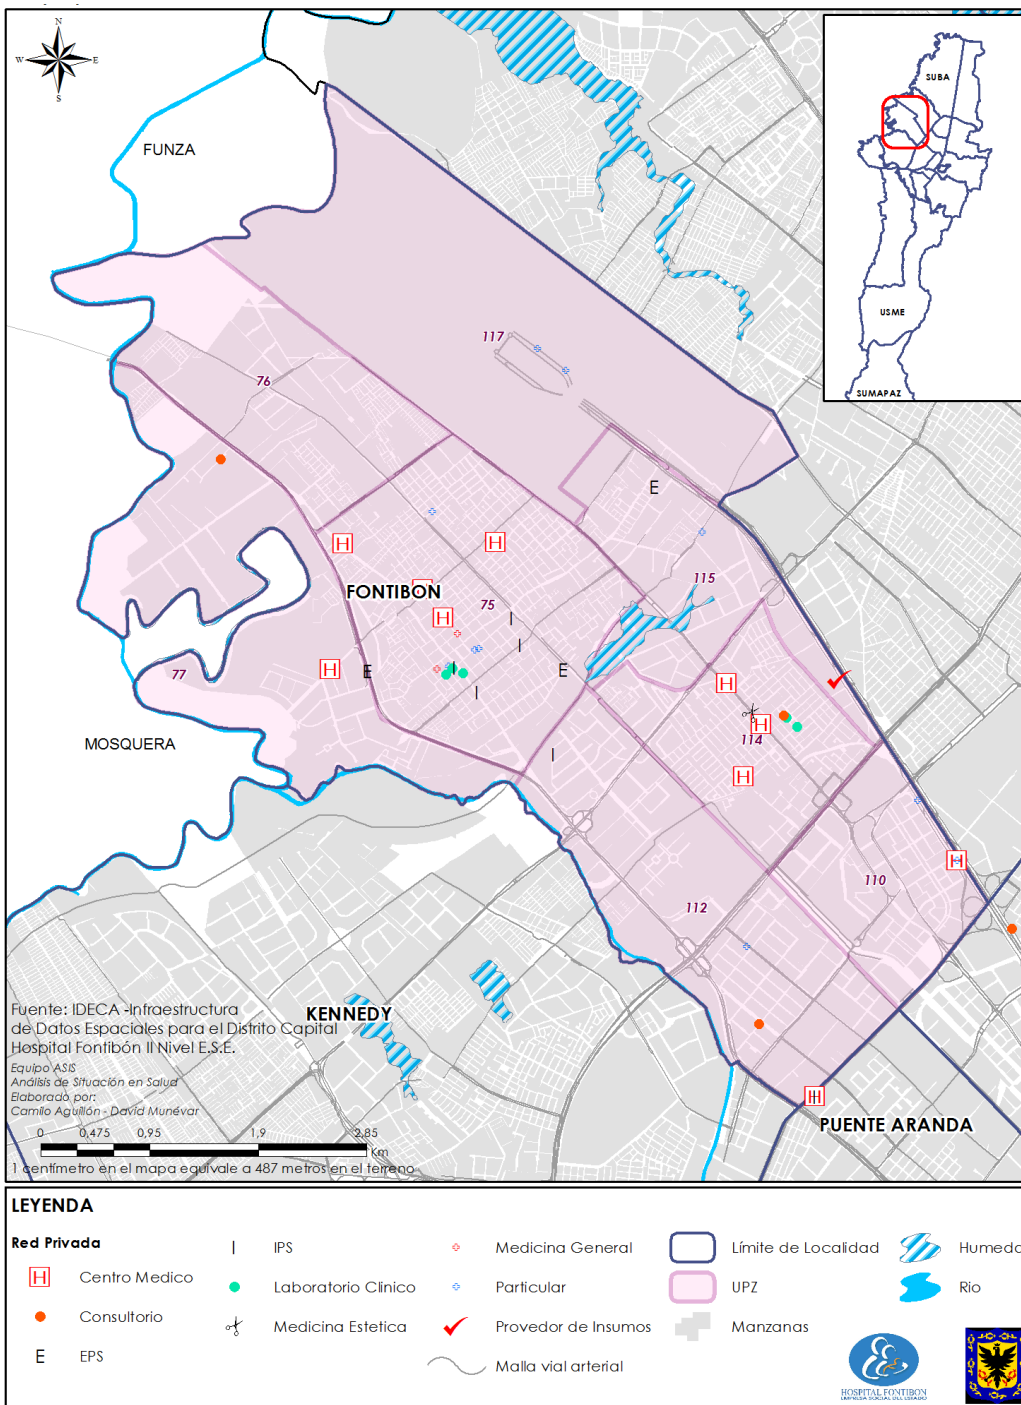 N
W
E
S
FUNZA
SUBA
USME
SUMAPAZ
117
76
E
H
H
115
FONTIBON
75
H
77
H
E
E
H
MOSQUERA
H
114
H
110
H
112
KENNEDY
H
PUENTE ARANDA
Fuente: IDECA -Infraestructura
de Datos Espaciales para el Distrito Capital
Hospital Fontibón II Nivel E.S.E.
Equipo ASIS
Análisis de Situación en Salud
Elaborado por:
Camilo Aguillón - David Munévar
0 0,475 0,95 1,9 2,85
Km
1 centímetro en el mapa equivale a 487 metros en el terreno
LEYENDA
Red Privada
H Centro Medico
Consultorio
E EPS
I IPS
Laboratorio Clinico
Medicina Estetica
Medicina General
Particular
Provedor de Insumos
Malla vial arterial
Límite de Localidad
UPZ
Manzanas
Rio
HOSPITAL FONTIBON
EMPRESA SOCIAL DEL ESTADO